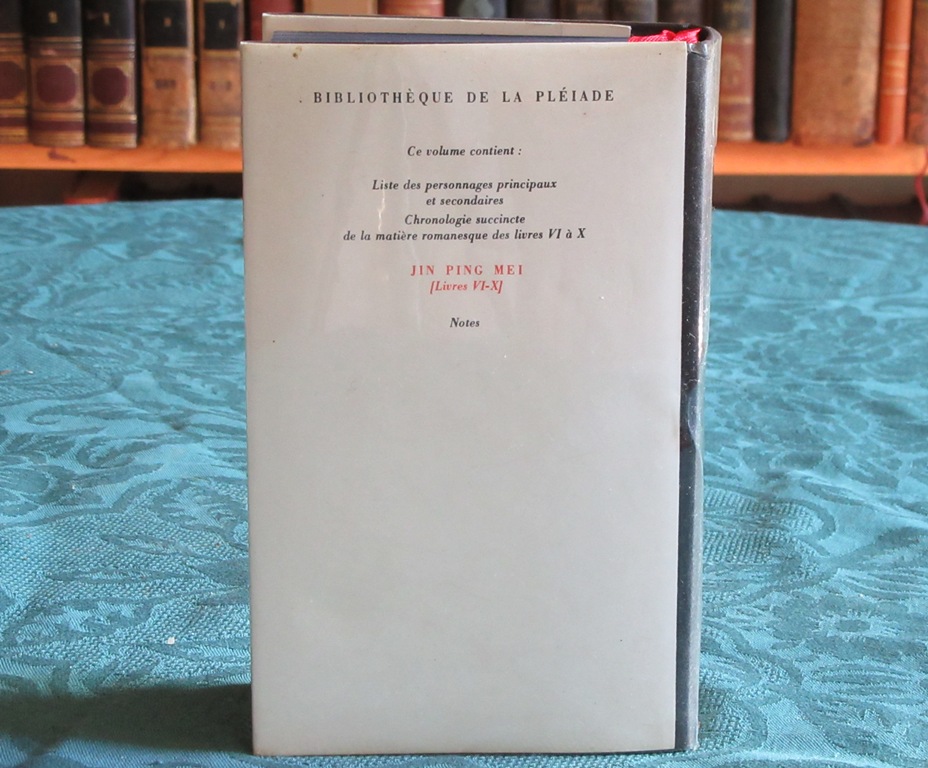 BIBLIOTHÈQUE DE LA PLÉIADE
Ce volume contient :
Liste des personnages principaux
et secondaires
Chronologie succincte
de la matière romanesque des livres VI à X
JIN PING MEI
[Livres VI-X]
Notes